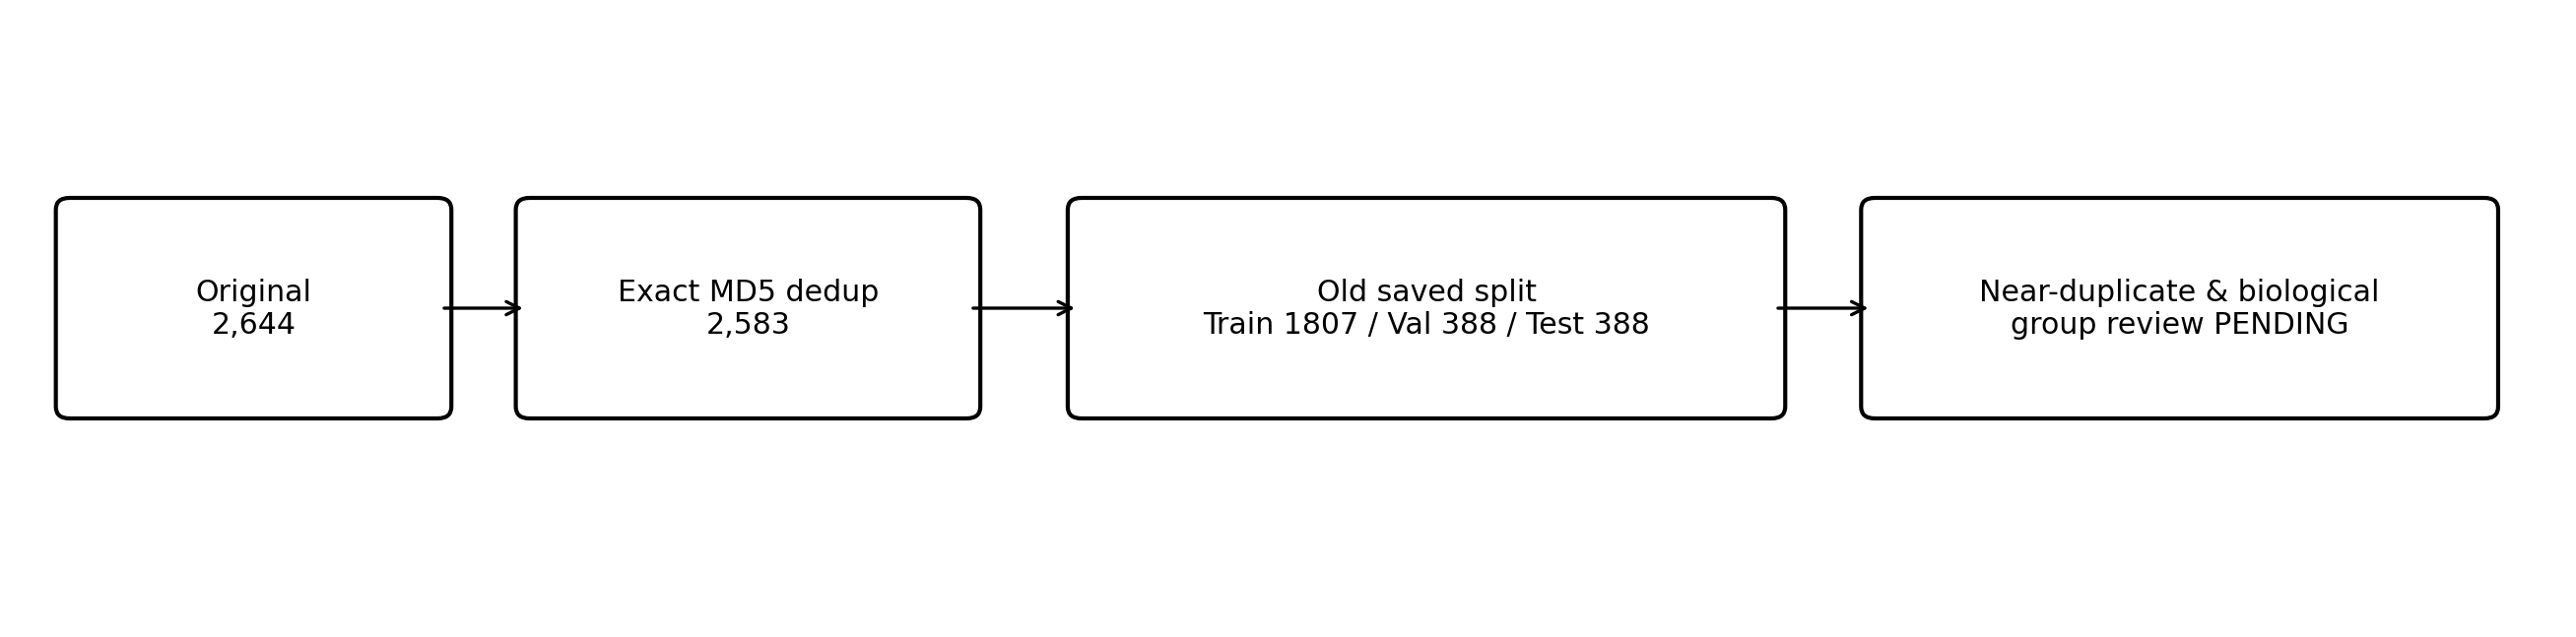 Original
2,644
Exact MD5 dedup
2,583
Old saved split
Train 1807 / Val 388 / Test 388
Near-duplicate & biological
group review PENDING